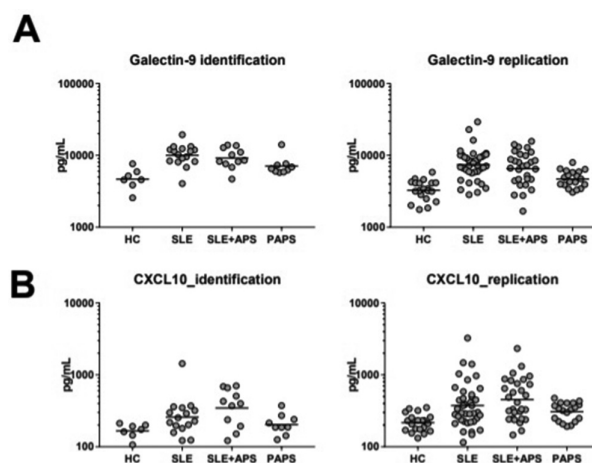 A
Galectin-9 identification
100000
10000
1000
pg/mL
HC SLE SLE+APS PAPS
Galectin-9 replication
100000
10000
1000
pg/mL
HC SLE SLE+APS PAPS
B
CXCL10_identification
10000
1000
100
pg/mL
HC SLE SLE+APS PAPS
CXCL10_replication
10000
1000
100
pg/mL
HC SLE SLE+APS PAPS